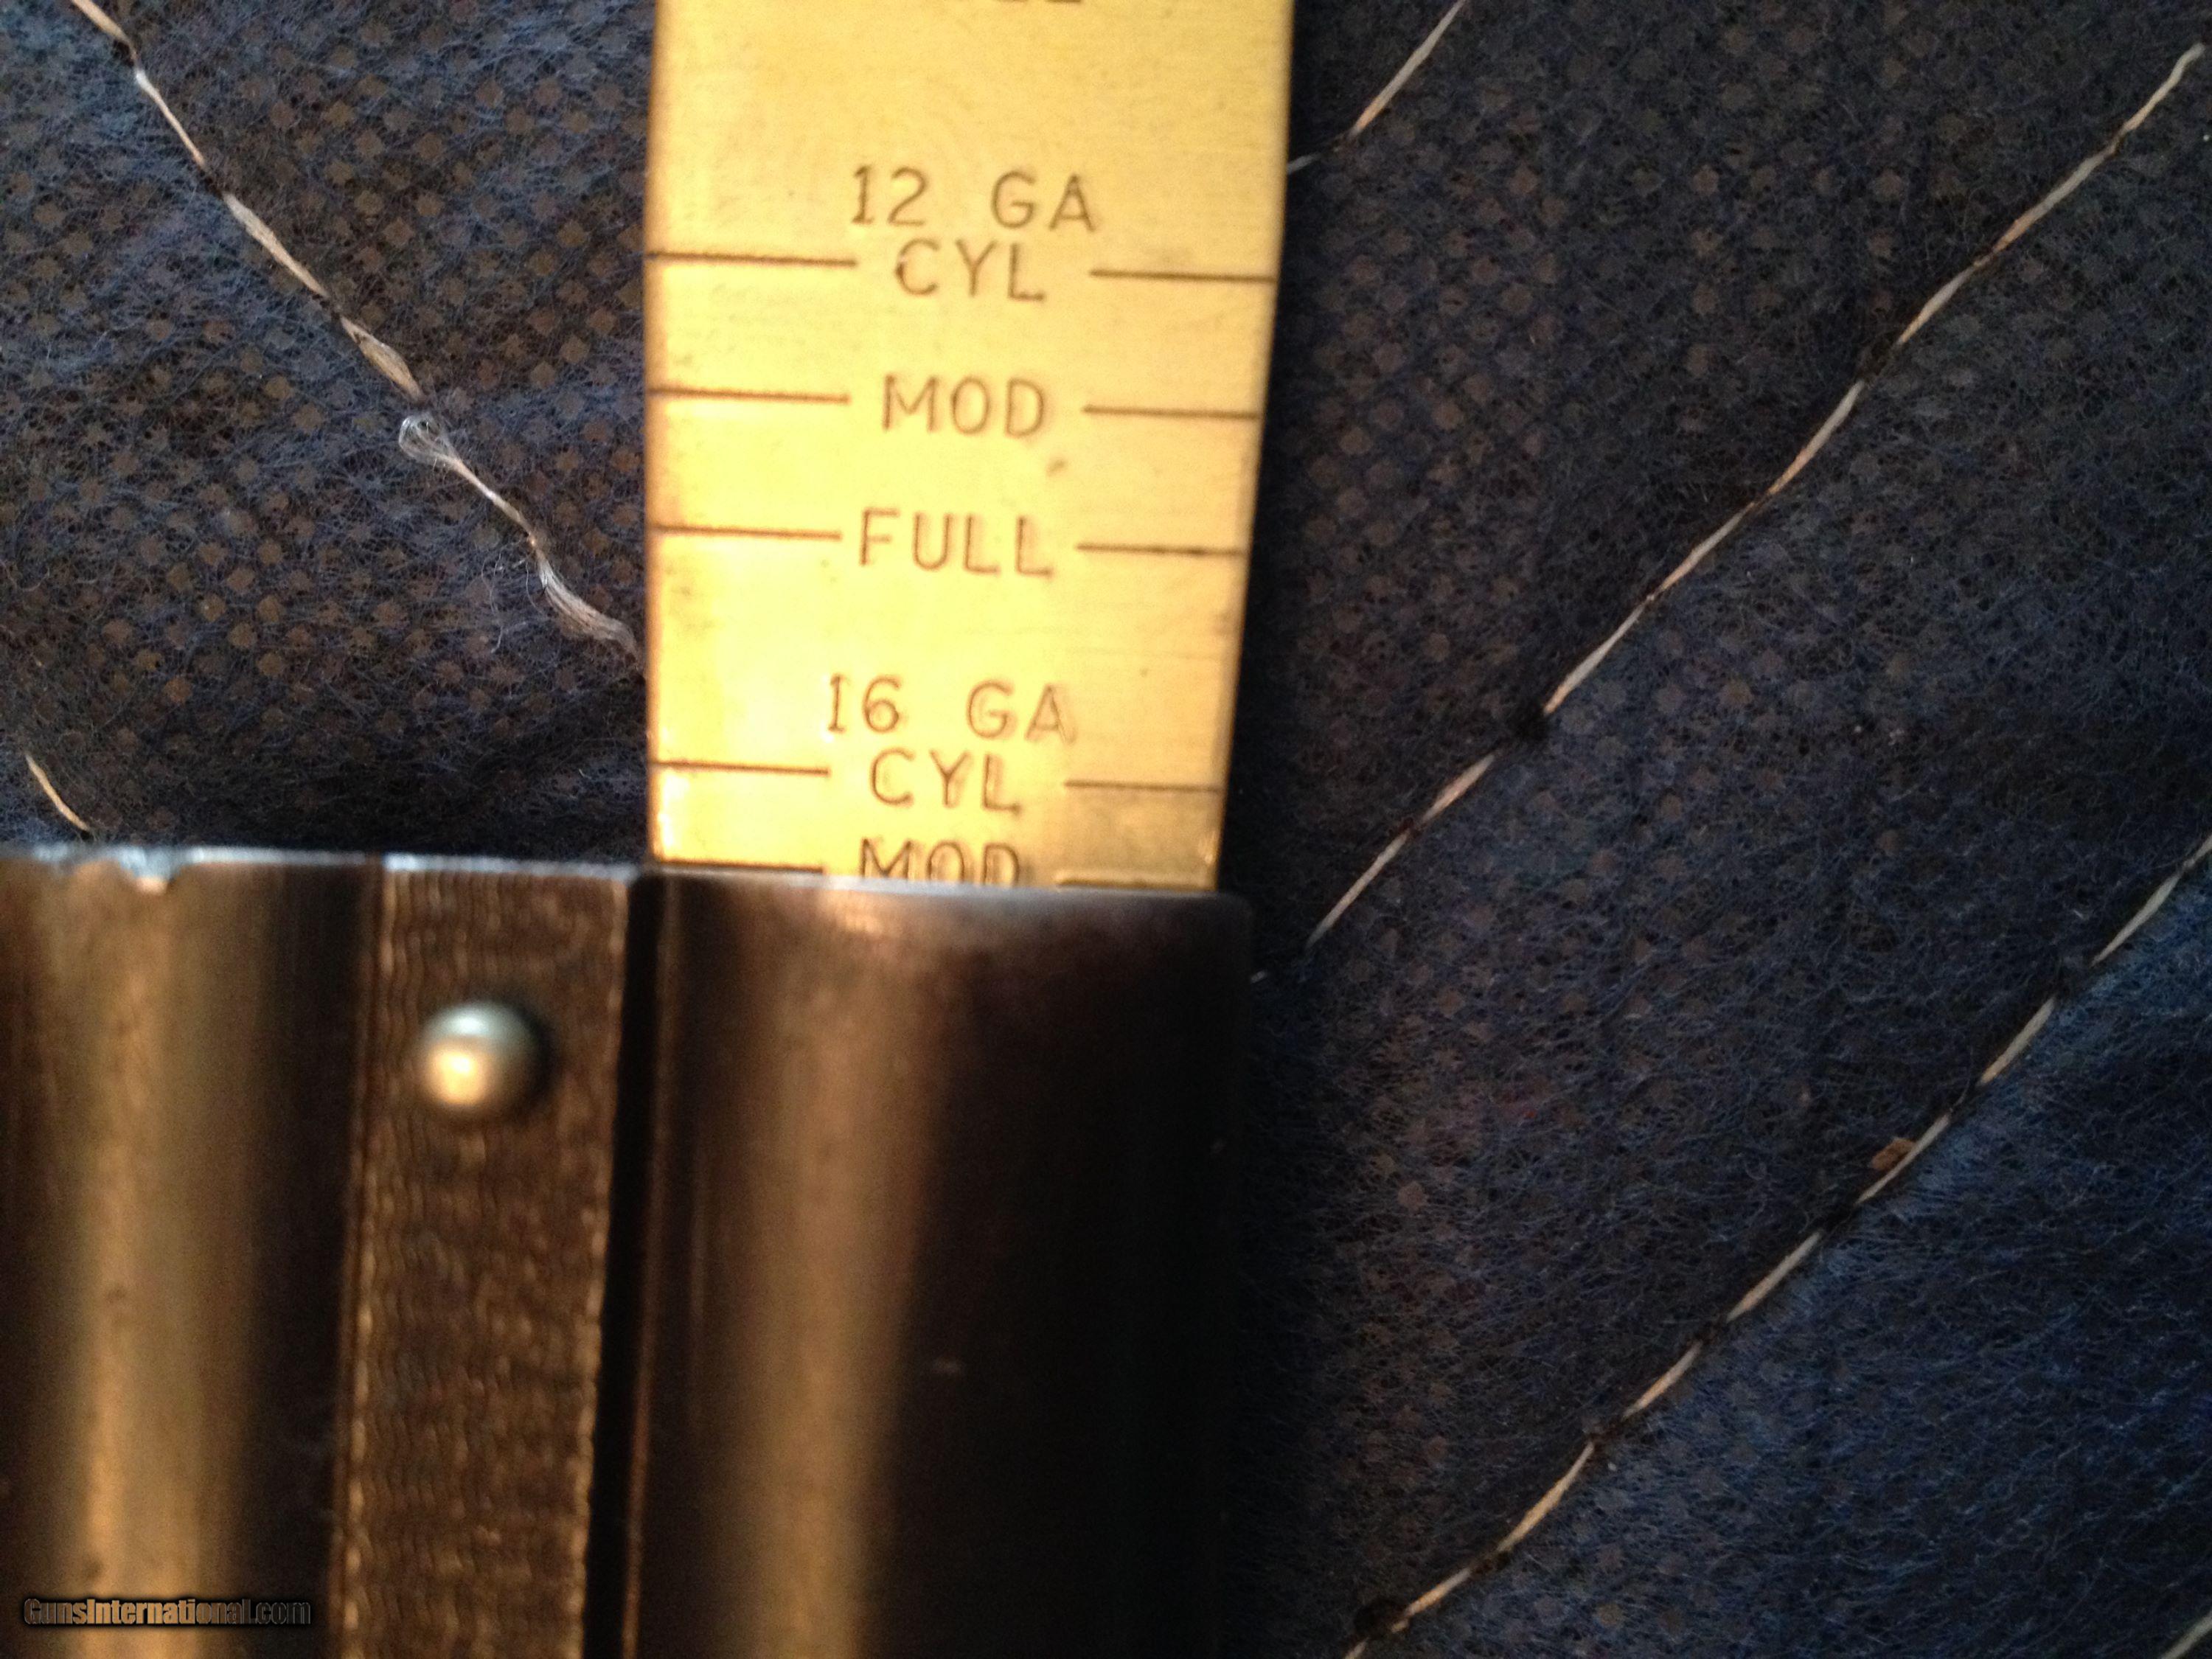 12 GA
CYL
MOD
FULL
16 GA
CYL
MOD
GunsInternational.com